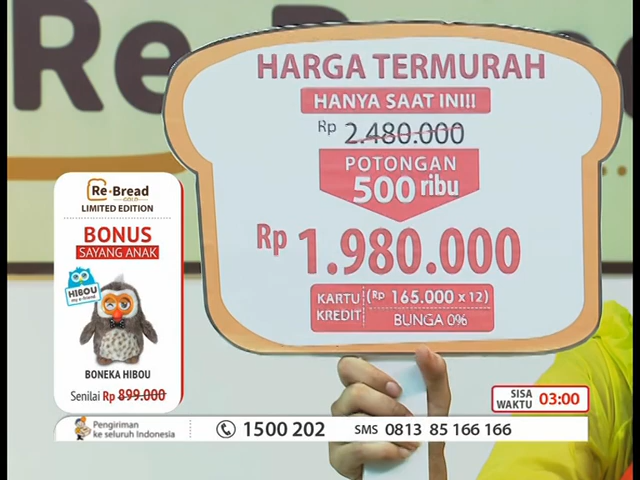 Re Bread
HARGA TERMURAH
HANYA SAAT INI!!!
Rp 2.480.000
POTONGAN
500 ribu
Rp 1.980.000
KARTU KREDIT (Rp 165.000 x 12)
BUNGA 0%
Re•Bread
GOLD
LIMITED EDITION
BONUS
SAYANG ANAK
HIBOU
my e-friend
BONEKA HIBOU
Senilai Rp 899.000
SISA WAKTU 03:00
Pengiriman
ke seluruh Indonesia
1500 202
SMS 0813 85 166 166